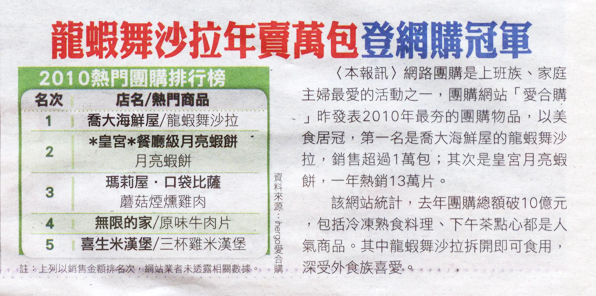 龍蝦舞沙拉年賣萬包登網購冠軍
2010熱門團購排行榜
名次 店名/熱門商品
1 喬大海鮮屋/龍蝦舞沙拉
2 *皇宮*餐廳級月亮蝦餅
月亮蝦餅
3 瑪莉屋‧口袋比薩
蘑菇煙燻雞肉
4 無限的家/原味牛肉片
5 喜生米漢堡/三杯雞米漢堡
註：上列以銷售金額排名次，網站業者未透露相關數據。
資料來源：ihergo愛合購
〈本報訊〉網路團購是上班族、家庭
主婦最愛的活動之一，團購網站「愛合購
」昨發表2010年最夯的團購物品，以美
食居冠，第一名是喬大海鮮屋的龍蝦舞沙
拉，銷售超過1萬包；其次是皇宮月亮蝦
餅，一年熱銷13萬片。
該網站統計，去年團購總額破10億元
，包括冷凍熟食料理、下午茶點心都是人
氣商品。其中龍蝦舞沙拉拆開即可食用，
深受外食族喜愛。